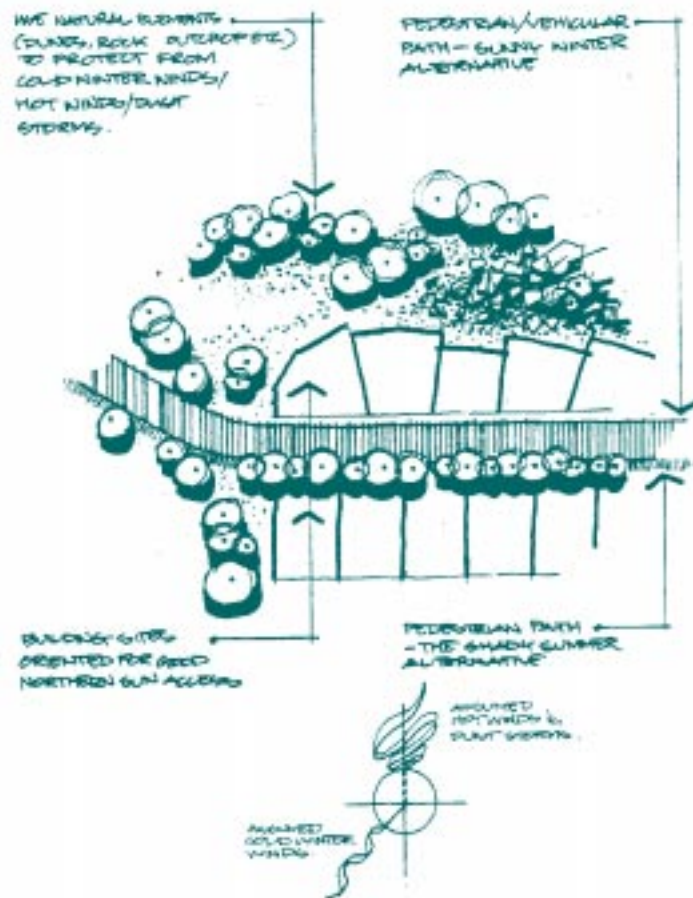 USE NATURAL ELEMENTS
(DUNES, ROCK OUTCROP ETC)
TO PROTECT FROM
COLD WINTER WINDS/
HOT WINDS/DUST
STORMS.
PEDESTRIAN/VEHICULAR
PATH - SUNNY WINTER
ALTERNATIVE
BUILDING SITES
ORIENTED FOR GOOD
NORTHERN SUN ACCESS
PEDESTRIAN PATH
- THE SHADY SUMMER
ALTERNATIVE
ASSUMED
HOT WINDS &
DUST STORMS.
ASSUMED
COLD WINTER
WINDS.